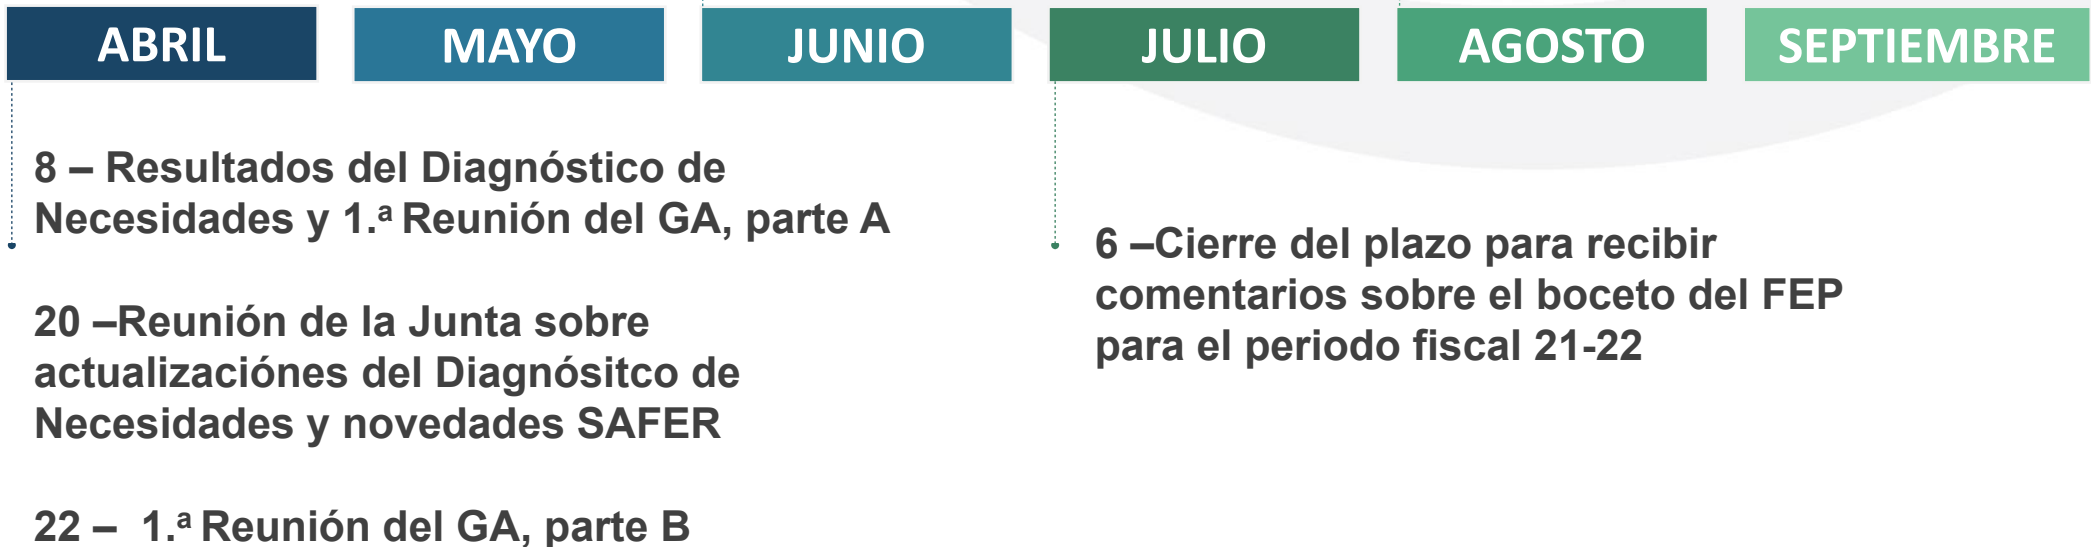 ABRIL
MAYO
JUNIO
JULIO
AGOSTO
SEPTIEMBRE
8 – Resultados del Diagnóstico de
Necesidades y 1.ª Reunión del GA, parte A
20 –Reunión de la Junta sobre
actualizaciónes del Diagnósitco de
Necesidades y novedades SAFER
22 – 1.ª Reunión del GA, parte B
6 –Cierre del plazo para recibir
comentarios sobre el boceto del FEP
para el periodo fiscal 21-22